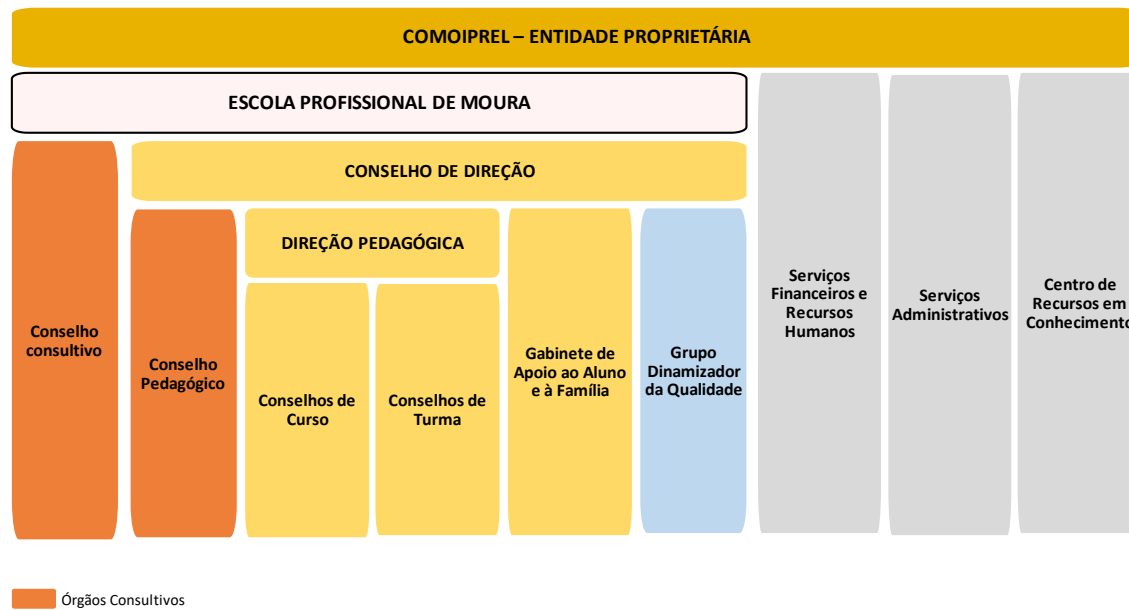 COMOIPREL – ENTIDADE PROPRIETÁRIA
ESCOLA PROFISSIONAL DE MOURA
CONSELHO DE DIREÇÃO
DIREÇÃO PEDAGÓGICA
Conselho
consultivo
Conselho
Pedagógico
Conselhos de
Curso
Conselhos de
Turma
Gabinete de
Apoio ao Aluno
e à Família
Grupo
Dinamizador
da Qualidade
Serviços
Financeiros e
Recursos
Humanos
Serviços
Administrativos
Centro de
Recursos em
Conhecimento
Órgãos Consultivos